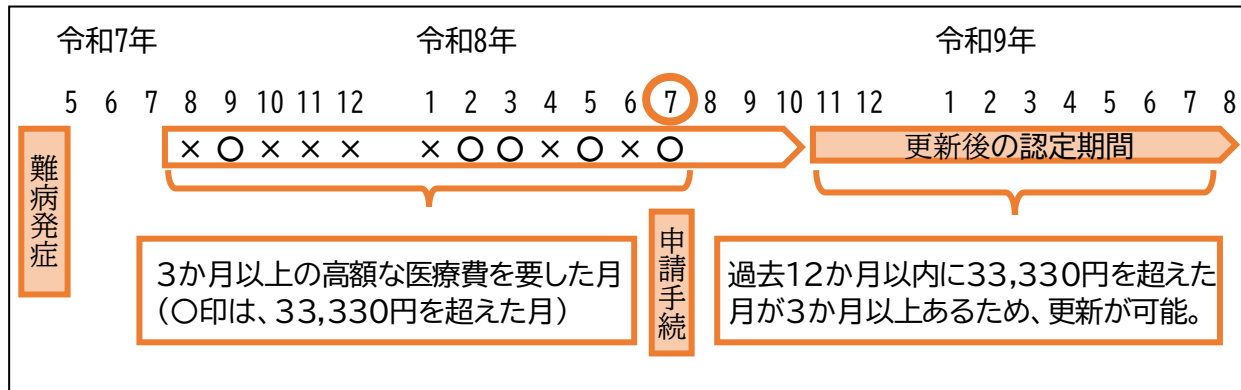 令和7年 令和8年 令和9年
5 6 7 8 9 10 11 12 1 2 3 4 5 6 7 8 9 10 11 12 1 2 3 4 5 6 7 8
× 〇 × × × × 〇 〇 × 〇 × 〇
更新後の認定期間
難病発症
3か月以上の高額な医療費を要した月
(〇印は、33,330円を超えた月)
申請手続
過去12か月以内に33,330円を超えた
月が3か月以上あるため、更新が可能。